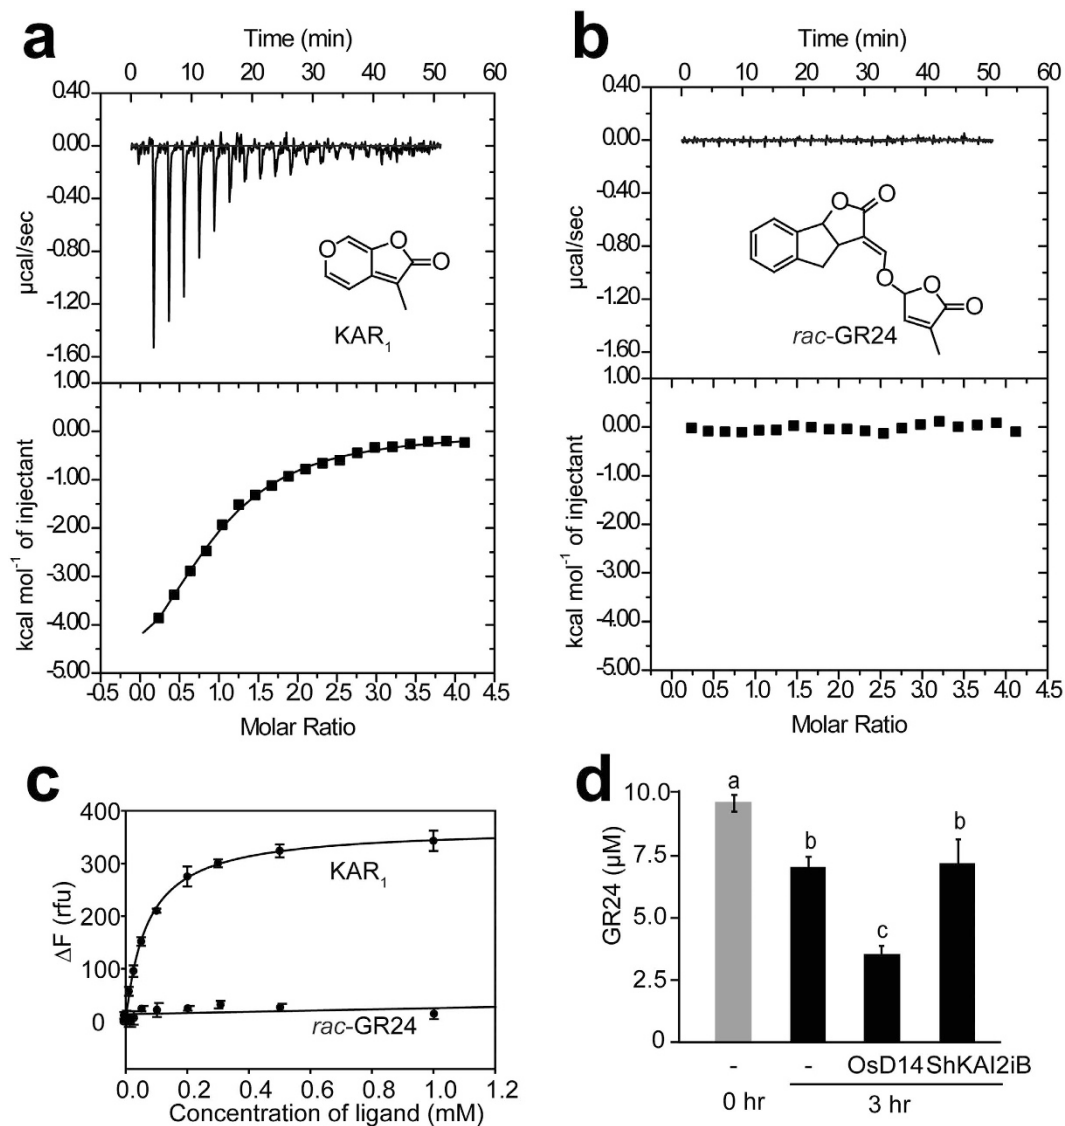 a
Time (min)
0 10 20 30 40 50 60
0.40
0.00
-0.40
-0.80
-1.20
-1.60
µcal/sec
O
O
O
KAR₁
1.00
0.00
-1.00
-2.00
-3.00
-4.00
-5.00
kcal mol⁻¹ of injectant
-0.5 0.0 0.5 1.0 1.5 2.0 2.5 3.0 3.5 4.0 4.5
Molar Ratio
b
Time (min)
0 10 20 30 40 50 60
0.40
0.00
-0.40
-0.80
-1.20
-1.60
µcal/sec
O
O
O
O
O
rac-GR24
1.00
0.00
-1.00
-2.00
-3.00
-4.00
-5.00
kcal mol⁻¹ of injectant
0.0 0.5 1.0 1.5 2.0 2.5 3.0 3.5 4.0 4.5
Molar Ratio
c
400
300
200
100
0
ΔF (rfu)
KAR₁
rac-GR24
0.0 0.2 0.4 0.6 0.8 1.0 1.2
Concentration of ligand (mM)
d
10.0
7.5
5.0
2.5
0
GR24 (µM)
a
b
c
b
- - OsD14 ShKAI2iB
0 hr 3 hr